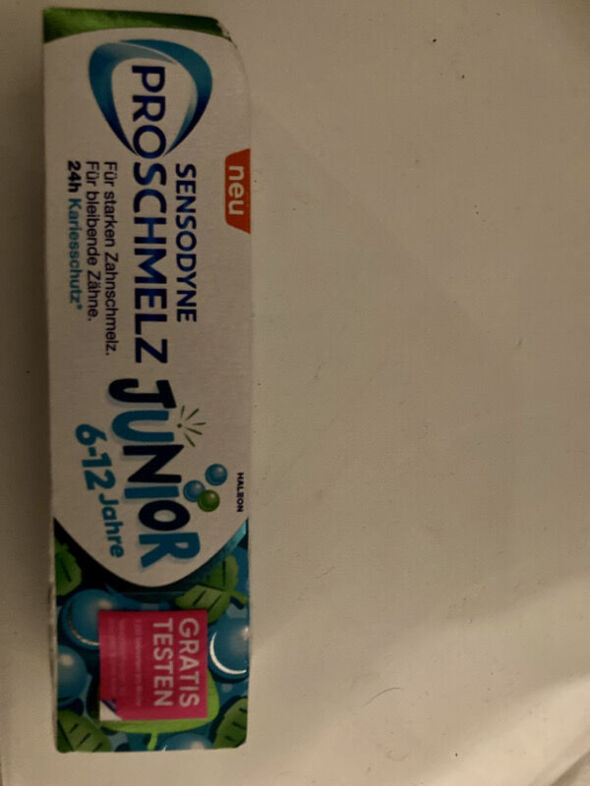 neu
SENSODYNE
PROSCHMELZ
Für starken Zahnschmelz.
Für bleibende Zähne.
24h Kariesschutz*
HALEON
JUNIOR
6-12 Jahre
GRATIS
TESTEN